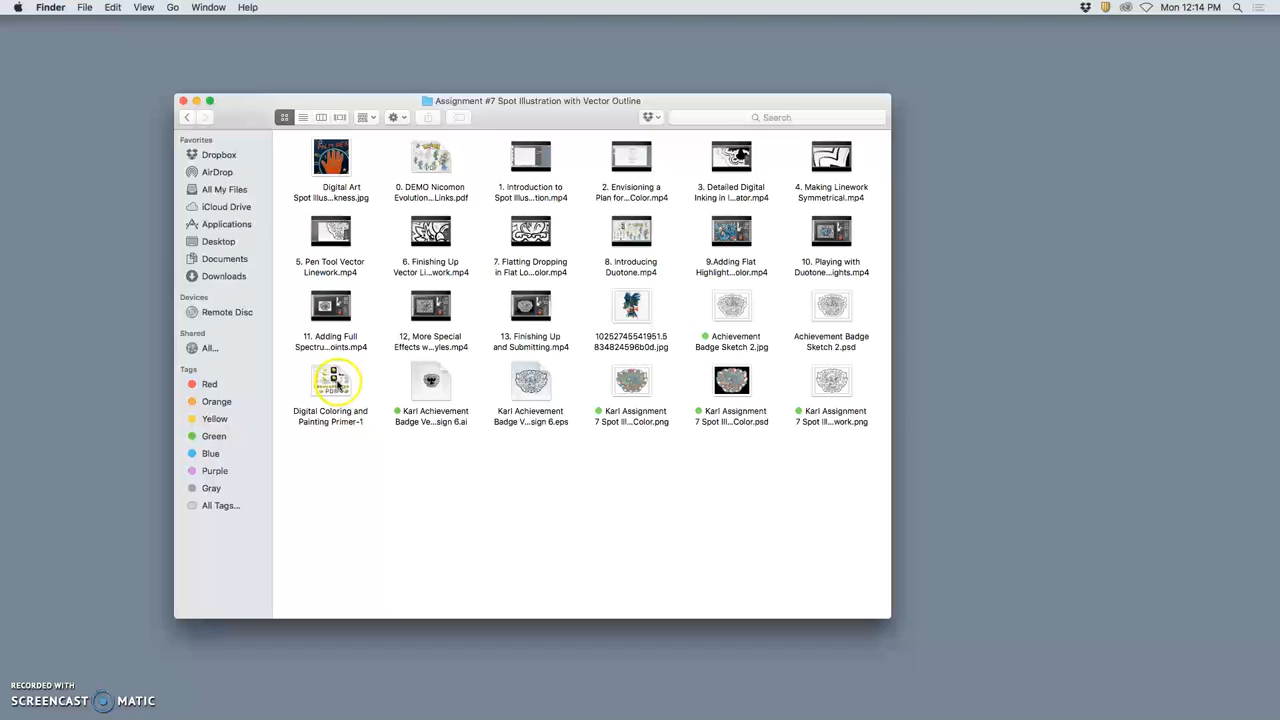 Finder File Edit View Go Window Help
Mon 12:14 PM
Assignment #7 Spot Illustration with Vector Outline
Search
Favorites
Dropbox
AirDrop
All My Files
iCloud Drive
Applications
Desktop
Documents
Downloads
Devices
Remote Disc
Shared
All...
Tags
Red
Orange
Yellow
Green
Blue
Purple
Gray
All Tags...
Digital Art
Spot Illus...kness.jpg
0. DEMO Nicomon
Evolution...Links.pdf
1. Introduction to
Spot Illus...tion.mp4
2. Envisioning a
Plan for...Color.mp4
3. Detailed Digital
Inking in I...ator.mp4
4. Making Linework
Symmetrical.mp4
5. Pen Tool Vector
Linework.mp4
6. Finishing Up
Vector Li...work.mp4
7. Flatting Dropping
in Flat Lo...olor.mp4
8. Introducing
Duotone.mp4
9.Adding Flat
Highlight...olor.mp4
10. Playing with
Duotone...ights.mp4
11. Adding Full
Spectru...oints.mp4
12, More Special
Effects w...yles.mp4
13. Finishing Up
and Submitting.mp4
10252745541951.5
834824596b0d.jpg
Achievement
Badge Sketch 2.jpg
Achievement Badge
Sketch 2.psd
Digital Coloring and
Painting Primer-1
Karl Achievement
Badge Ve...sign 6.ai
Karl Achievement
Badge V...sign 6.eps
Karl Assignment
7 Spot Ill...Color.png
Karl Assignment
7 Spot Ill...Color.psd
Karl Assignment
7 Spot Ill...work.png
RECORDED WITH
SCREENCAST MATIC